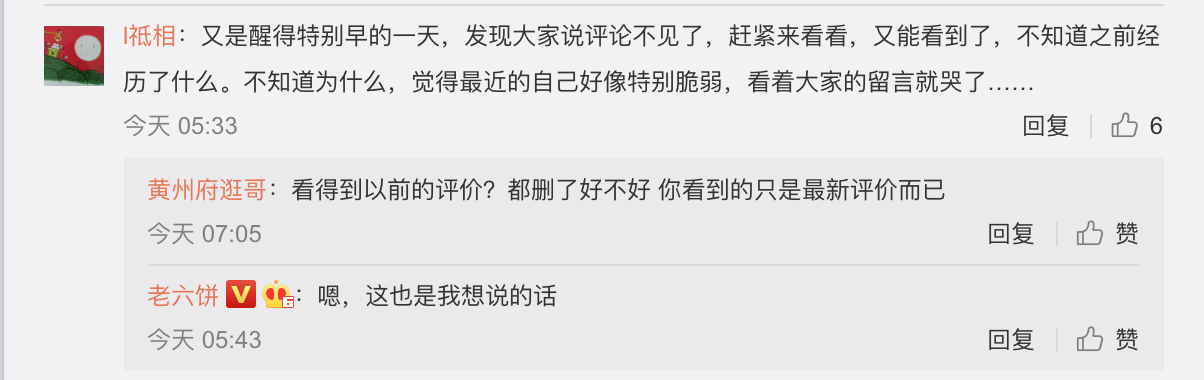 l祗相：又是醒得特别早的一天，发现大家说评论不见了，赶紧来看看，又能看到了，不知道之前经
历了什么。不知道为什么，觉得最近的自己好像特别脆弱，看着大家的留言就哭了……
今天 05:33 回复 6
黄州府逛哥：看得到以前的评价？都删了好不好 你看到的只是最新评价而已
今天 07:05 回复 赞
老六饼 V 6：嗯，这也是我想说的话
今天 05:43 回复 赞